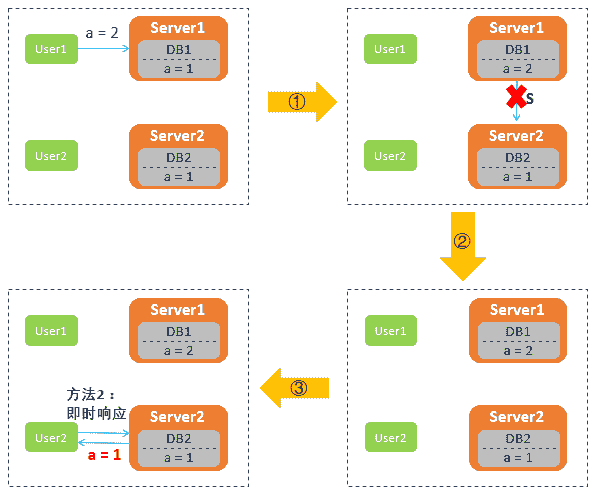 a = 2
User1
Server1
DB1
a = 1
User2
Server2
DB2
a = 1
①
User1
Server1
DB1
a = 2
S
User2
Server2
DB2
a = 1
②
User1
Server1
DB1
a = 2
User2
Server2
DB2
a = 1
③
User1
Server1
DB1
a = 2
方法2：
即时响应
User2
a = 1
Server2
DB2
a = 1